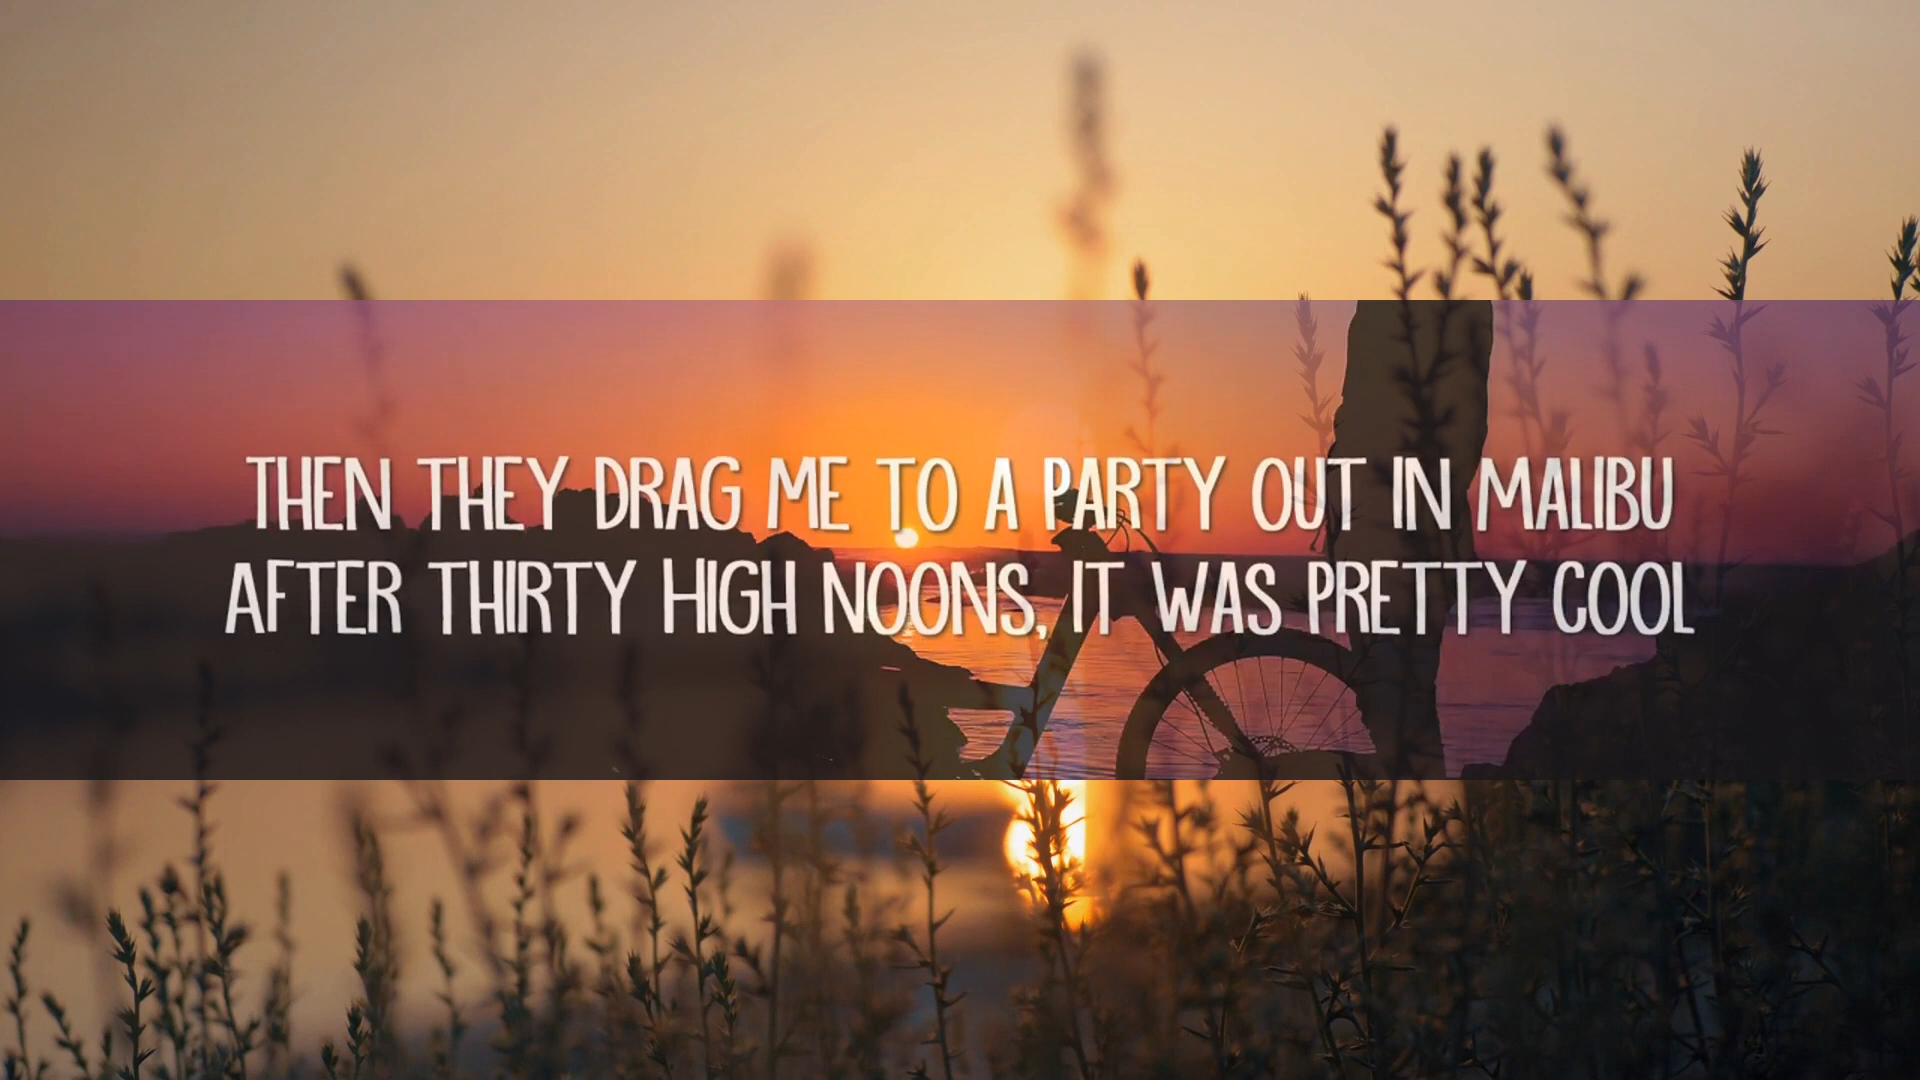 THEN THEY DRAG ME TO A PARTY OUT IN MALIBU
AFTER THIRTY HIGH NOONS, IT WAS PRETTY COOL